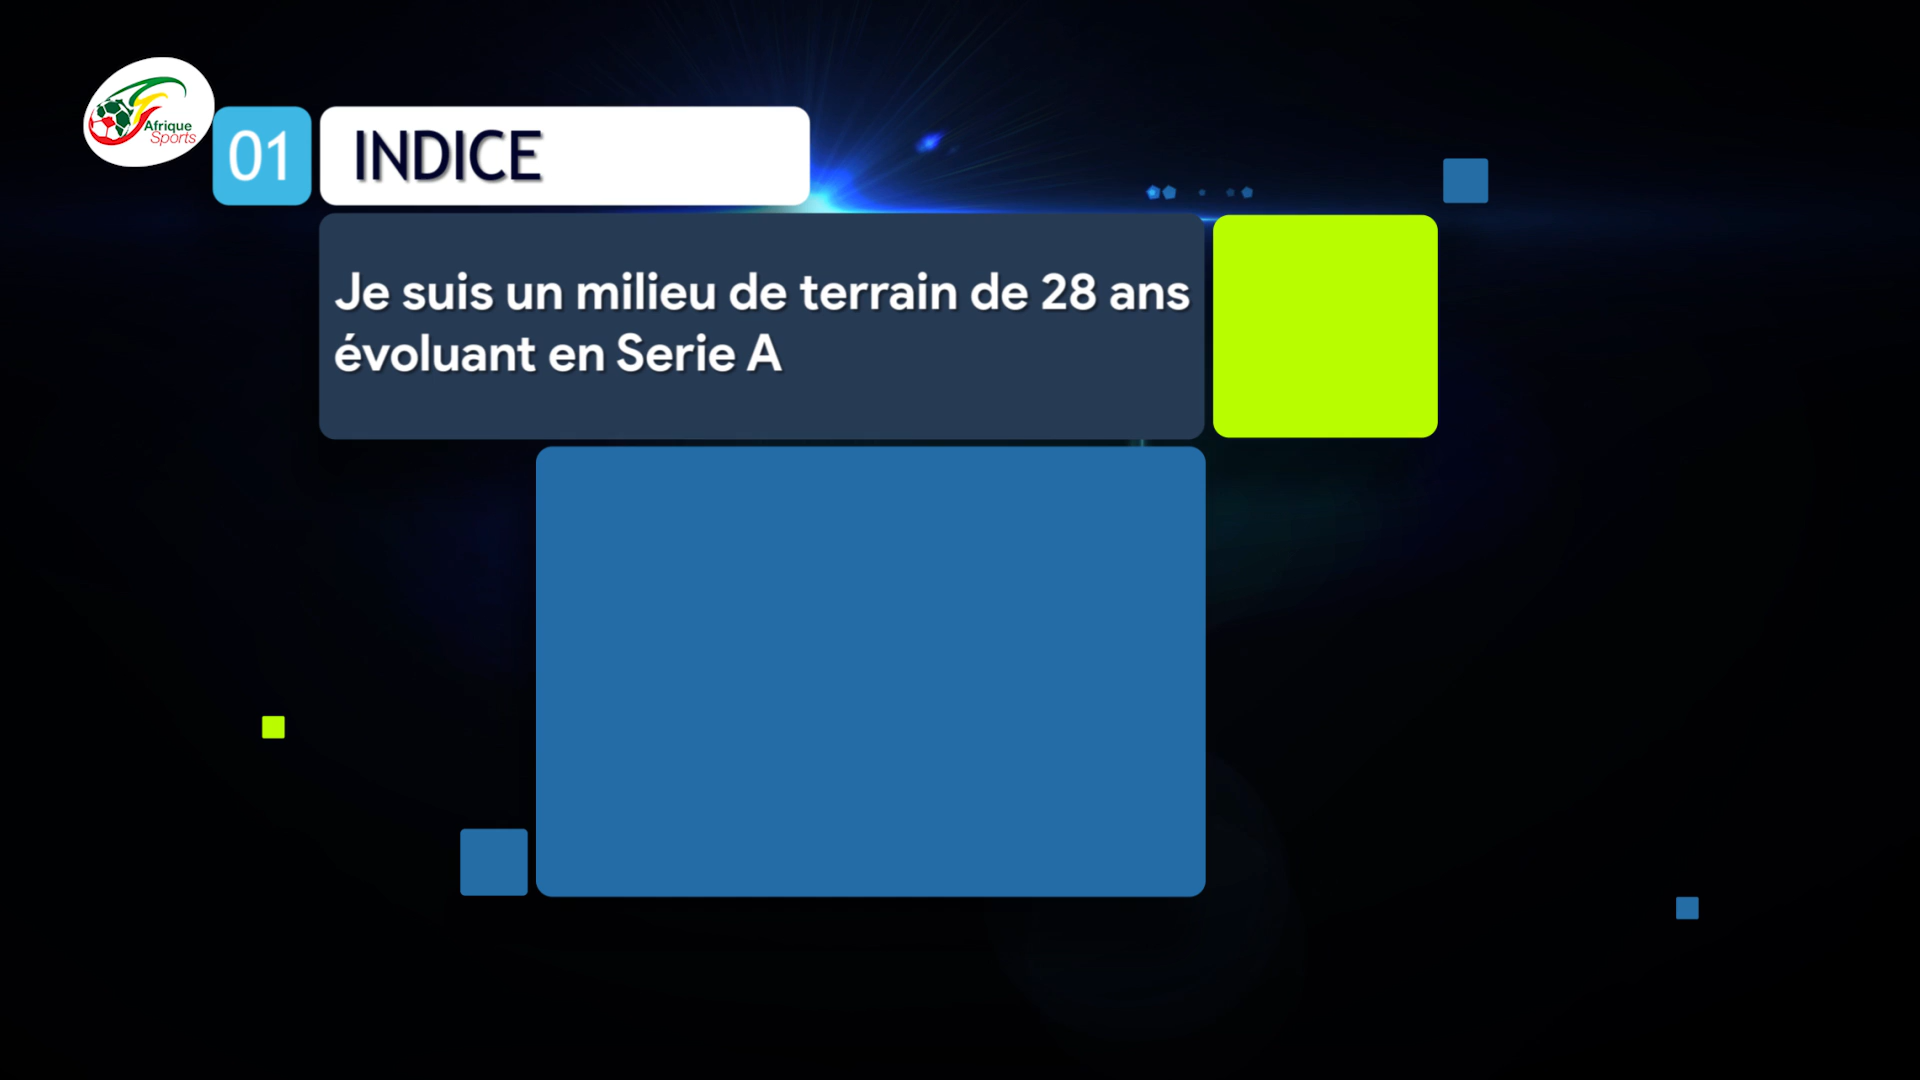 Afrique
Sports
01 INDICE
Je suis un milieu de terrain de 28 ans
évoluant en Serie A